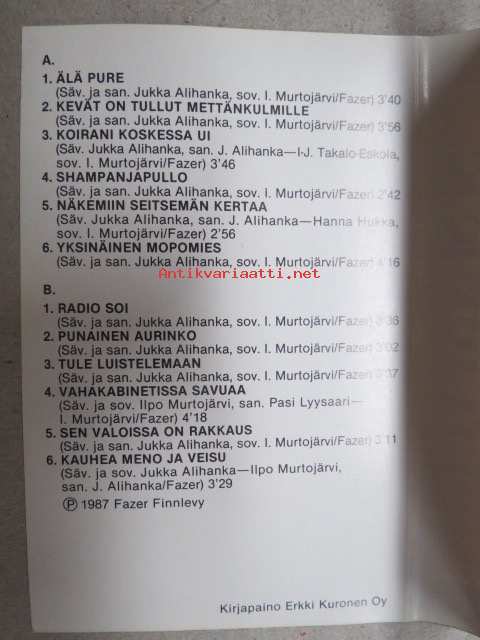 A.
1. ÄLÄ PURE
(Säv. ja san. Jukka Alihanka, sov. I. Murtojärvi/Fazer) 3'40
2. KEVÄT ON TULLUT METTÄNKULMILLE
(Säv. ja san. Jukka Alihanka, sov. I. Murtojärvi/Fazer) 3'56
3. KOIRANI KOSKESSA UI
(Säv. Jukka Alihanka, san. J. Alihanka—I-J. Takalo-Eskola,
sov. I. Murtojärvi/Fazer) 3'46
4. SHAMPANJAPULLO
(Säv. ja san. Jukka Alihanka, sov. I. Murtojärvi/Fazer) 2'42
5. NÄKEMIIN SEITSEMÄN KERTAA
(Säv. Jukka Alihanka, san. J. Alihanka—Hanna Hukka,
sov. I. Murtojärvi/Fazer) 2'56
6. YKSINÄINEN MOPOMIES
(Säv. ja san. Jukka Alihanka, sov. I. Murtojärvi/Fazer) 4'16
Antikvariaatti.net
B.
1. RADIO SOI
(Säv. ja san. Jukka Alihanka, sov. I. Murtojärvi/Fazer) 3'36
2. PUNAINEN AURINKO
(Säv. ja san. Jukka Alihanka, sov. I. Murtojärvi/Fazer) 3'02
3. TULE LUISTELEMAAN
(Säv. ja san. Jukka Alihanka, sov. I. Murtojärvi/Fazer) 3'37
4. VAHAKABINETISSA SAVUAA
(Säv. ja sov. Ilpo Murtojärvi, san. Pasi Lyysaari—
I. Murtojärvi/Fazer) 4'18
5. SEN VALOISSA ON RAKKAUS
(Säv. ja san. Jukka Alihanka, sov. I. Murtojärvi/Fazer) 3'11
6. KAUHEA MENO JA VEISU
(Säv. ja sov. Jukka Alihanka—Ilpo Murtojärvi,
san. J. Alihanka/Fazer) 3'29
Ⓟ 1987 Fazer Finnlevy
Kirjapaino Erkki Kuronen Oy